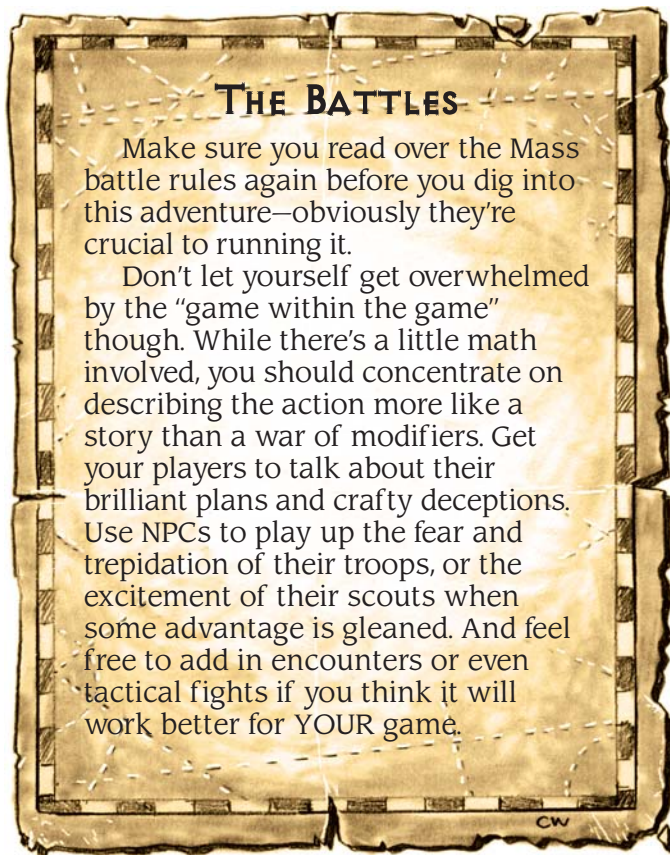 THE BATTLES
Make sure you read over the Mass
battle rules again before you dig into
this adventure—obviously they're
crucial to running it.
Don't let yourself get overwhelmed
by the “game within the game”
though. While there's a little math
involved, you should concentrate on
describing the action more like a
story than a war of modifiers. Get
your players to talk about their
brilliant plans and crafty deceptions.
Use NPCs to play up the fear and
trepidation of their troops, or the
excitement of their scouts when
some advantage is gleaned. And feel
free to add in encounters or even
tactical fights if you think it will
work better for YOUR game.
CW